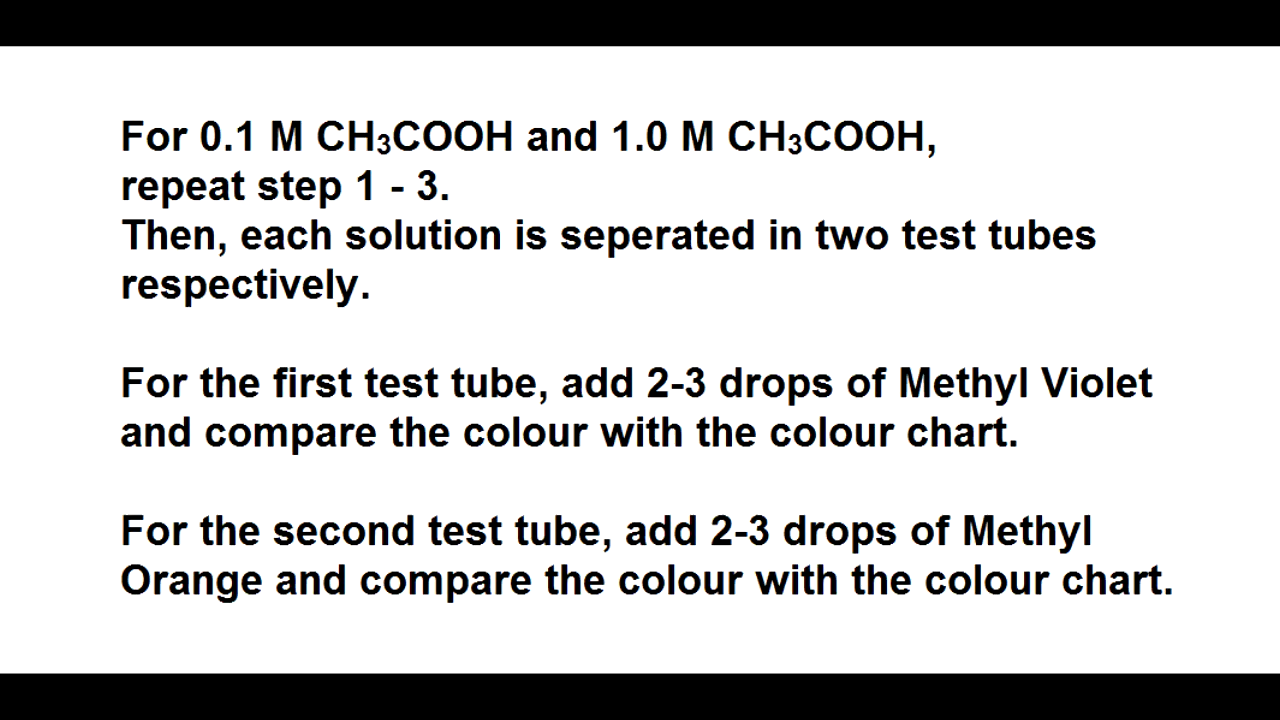 For 0.1 M CH₃COOH and 1.0 M CH₃COOH,
repeat step 1 - 3.
Then, each solution is seperated in two test tubes
respectively.
For the first test tube, add 2-3 drops of Methyl Violet
and compare the colour with the colour chart.
For the second test tube, add 2-3 drops of Methyl
Orange and compare the colour with the colour chart.